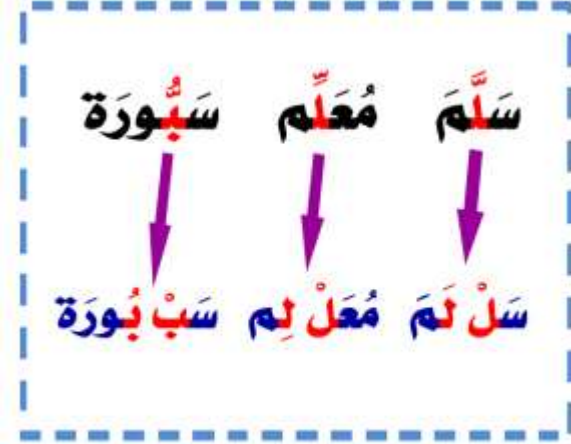 سَلَّمَ مُعَلِّم سَبُّورَة
سَلْ لَمَ مُعَلْ لِم سَبْ بُورَة